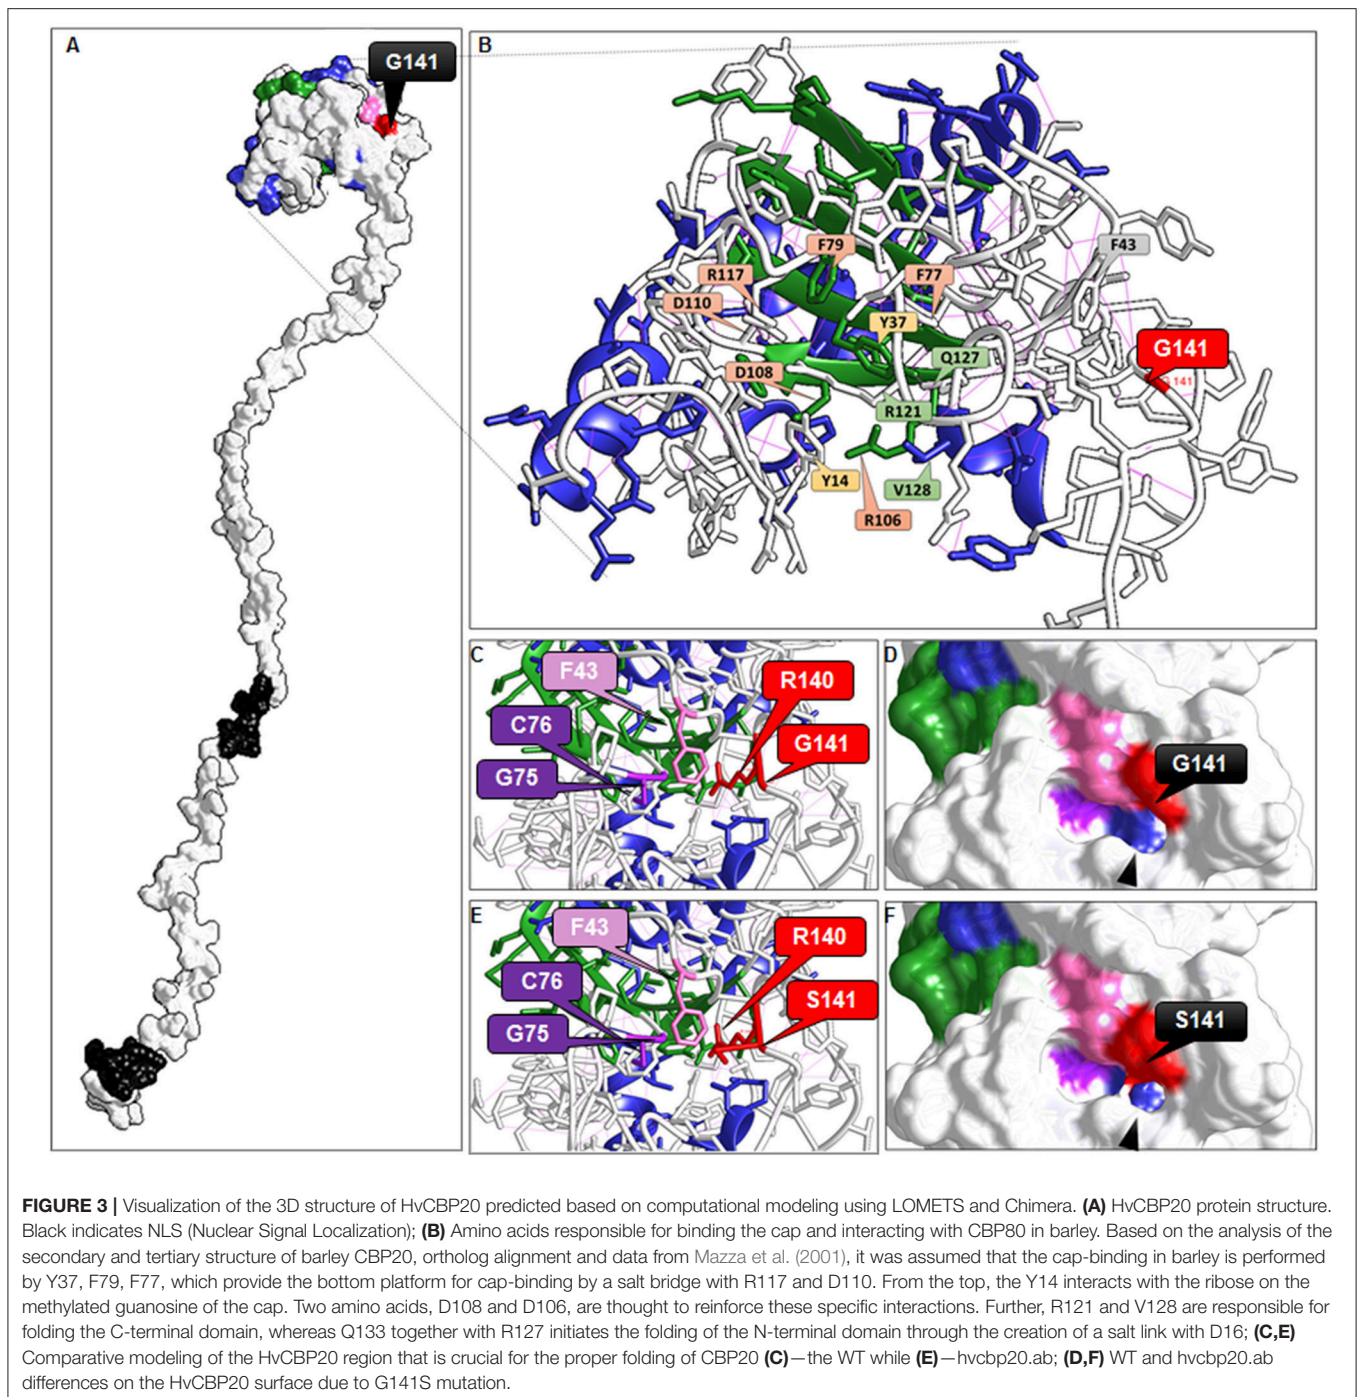 A
G141
B
F79
F43
R117
F77
D110
Y37
G141
Q127
141
D108
R121
Y14
V128
R106
C
F43
R140
C76
G141
G75
D
G141
E
F43
R140
C76
S141
G75
F
S141
FIGURE 3 | Visualization of the 3D structure of HvCBP20 predicted based on computational modeling using LOMETS and Chimera. (A) HvCBP20 protein structure.
Black indicates NLS (Nuclear Signal Localization); (B) Amino acids responsible for binding the cap and interacting with CBP80 in barley. Based on the analysis of the
secondary and tertiary structure of barley CBP20, ortholog alignment and data from Mazza et al. (2001), it was assumed that the cap-binding in barley is performed
by Y37, F79, F77, which provide the bottom platform for cap-binding by a salt bridge with R117 and D110. From the top, the Y14 interacts with the ribose on the
methylated guanosine of the cap. Two amino acids, D108 and D106, are thought to reinforce these specific interactions. Further, R121 and V128 are responsible for
folding the C-terminal domain, whereas Q133 together with R127 initiates the folding of the N-terminal domain through the creation of a salt link with D16; (C,E)
Comparative modeling of the HvCBP20 region that is crucial for the proper folding of CBP20 (C)—the WT while (E)—hvcbp20.ab; (D,F) WT and hvcbp20.ab
differences on the HvCBP20 surface due to G141S mutation.